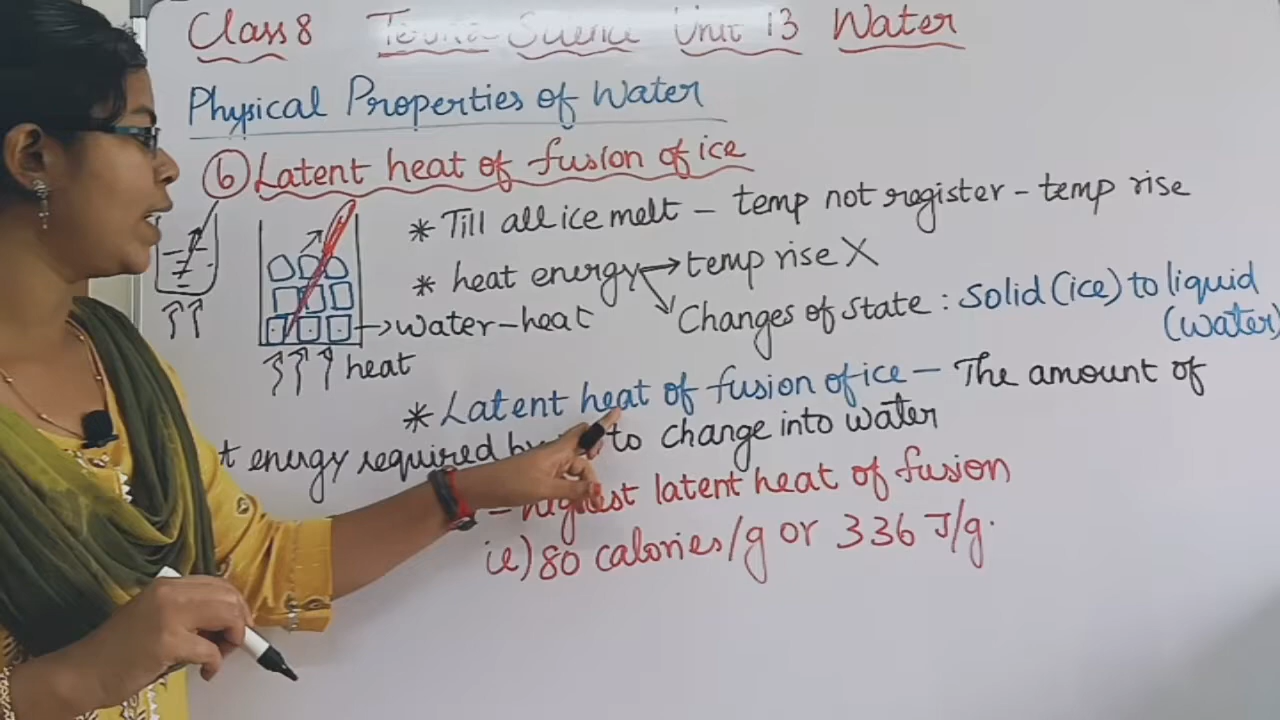 Class 8 Science Unit 13 Water
Physical Properties of Water
⑥ Latent heat of fusion of ice
* Till all ice melt - temp not register - temp rise
* heat energy → temp rise X
↘ Changes of state : Solid (ice) to liquid
(water)
→ water-heat
heat
* Latent heat of fusion of ice - The amount of
energy required to change into water
- highest latent heat of fusion
ie) 80 calories/g or 336 J/g.